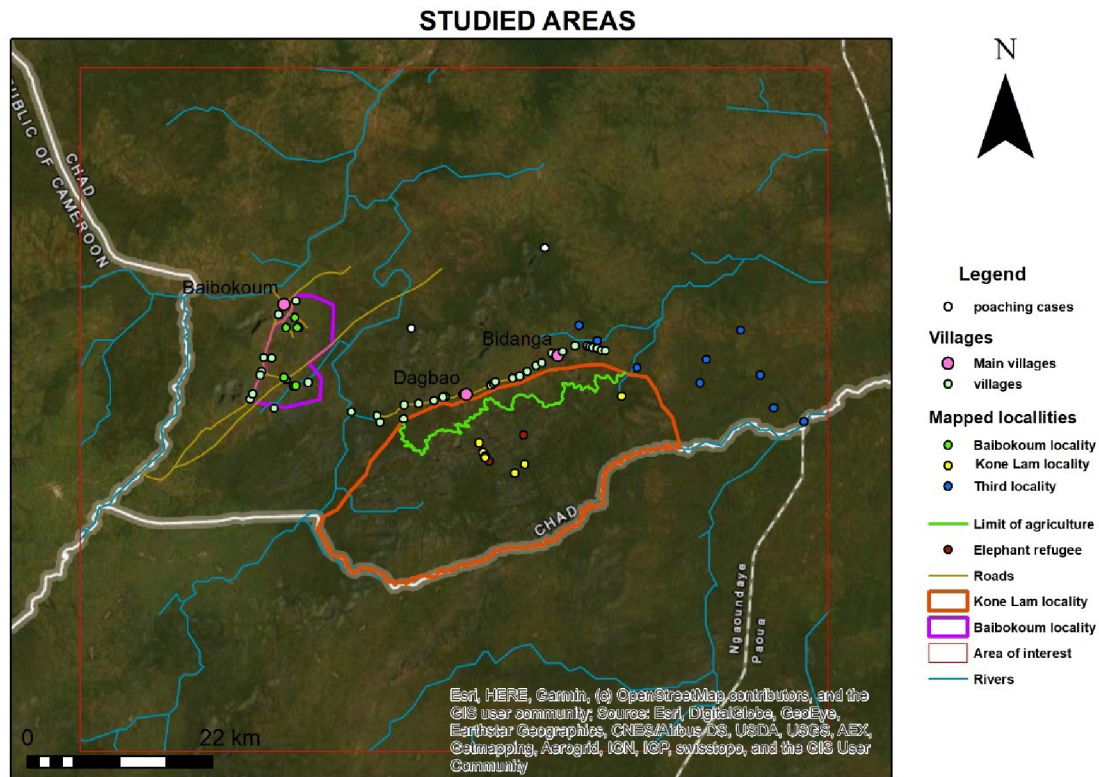 STUDIED AREAS
N
PUBLIC OF CAMEROON
CHAD
Baibokoum
Bidanga
Dagbao
CHAD
Ngaoundaye
Paoua
Legend
poaching cases
Villages
Main villages
villages
Mapped locallities
Baibokoum locality
Kone Lam locality
Third locality
Limit of agriculture
Elephant refugee
Roads
Kone Lam locality
Baibokoum locality
Area of interest
Rivers
0 22 km
Esri, HERE, Garmin, (c) OpenStreetMap contributors, and the
GIS user community; Source: Esri, DigitalGlobe, GeoEye,
Earthstar Geographics, CNES/Airbus DS, USDA, USGS, AEX,
Getmapping, Aerogrid, IGN, IGP, swisstopo, and the GIS User
Community